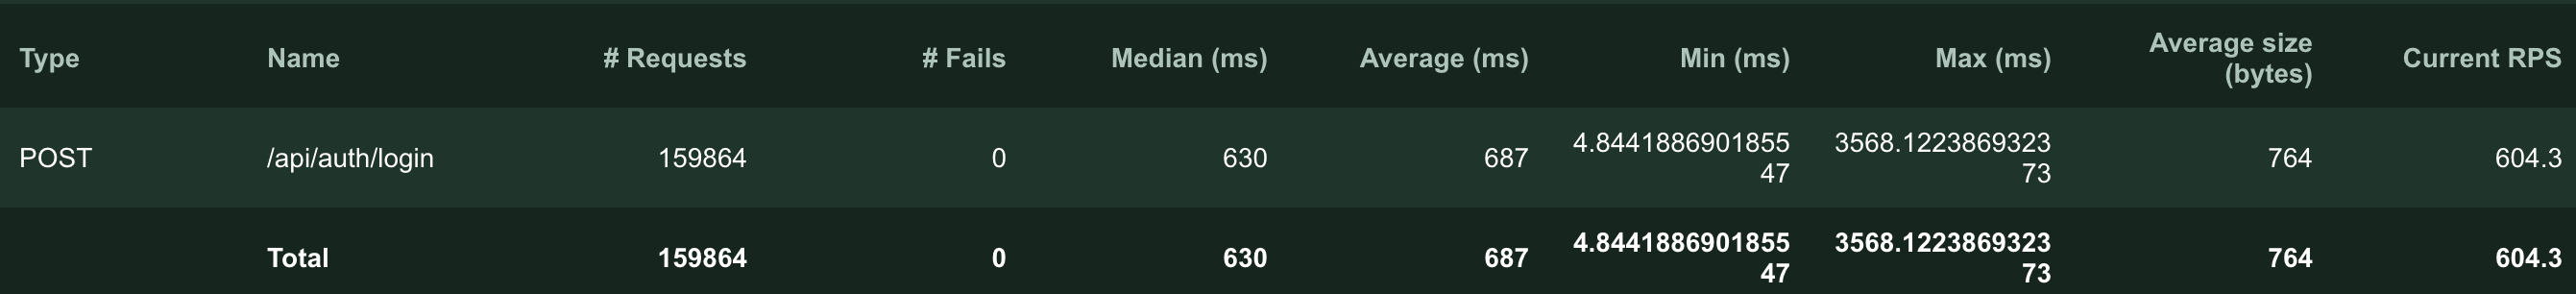 Type Name # Requests # Fails Median (ms) Average (ms) Min (ms) Max (ms) Average size (bytes) Current RPS
POST /api/auth/login 159864 0 630 687 4.844188690185547 3568.122386932373 764 604.3
Total 159864 0 630 687 4.844188690185547 3568.122386932373 764 604.3